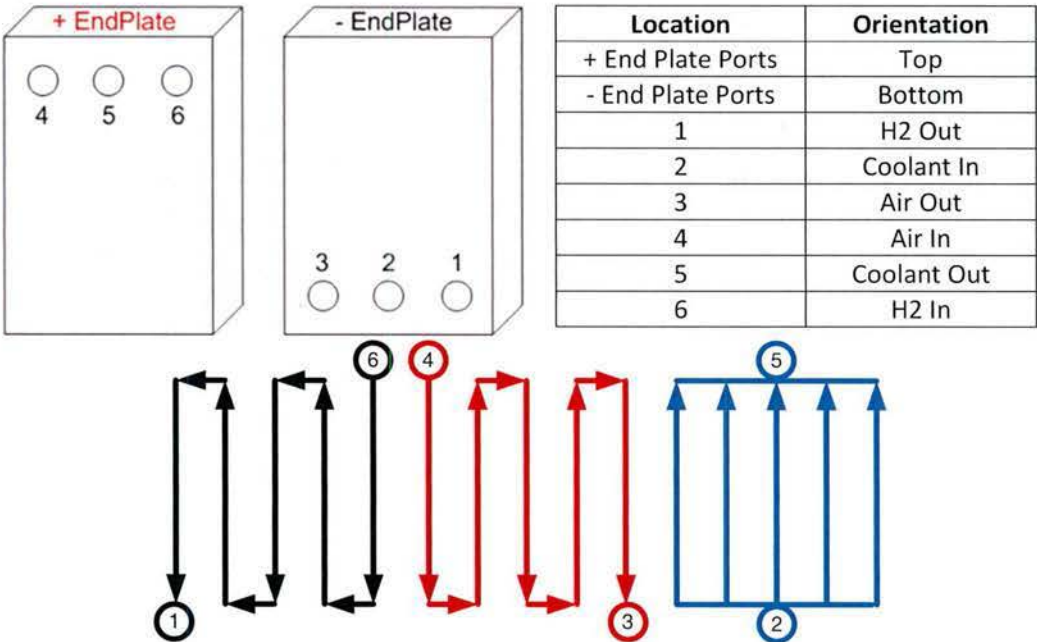 + EndPlate
4 5 6
- EndPlate
3 2 1
Location Orientation
+ End Plate Ports Top
- End Plate Ports Bottom
1 H2 Out
2 Coolant In
3 Air Out
4 Air In
5 Coolant Out
6 H2 In
6 4 5
1 3 2